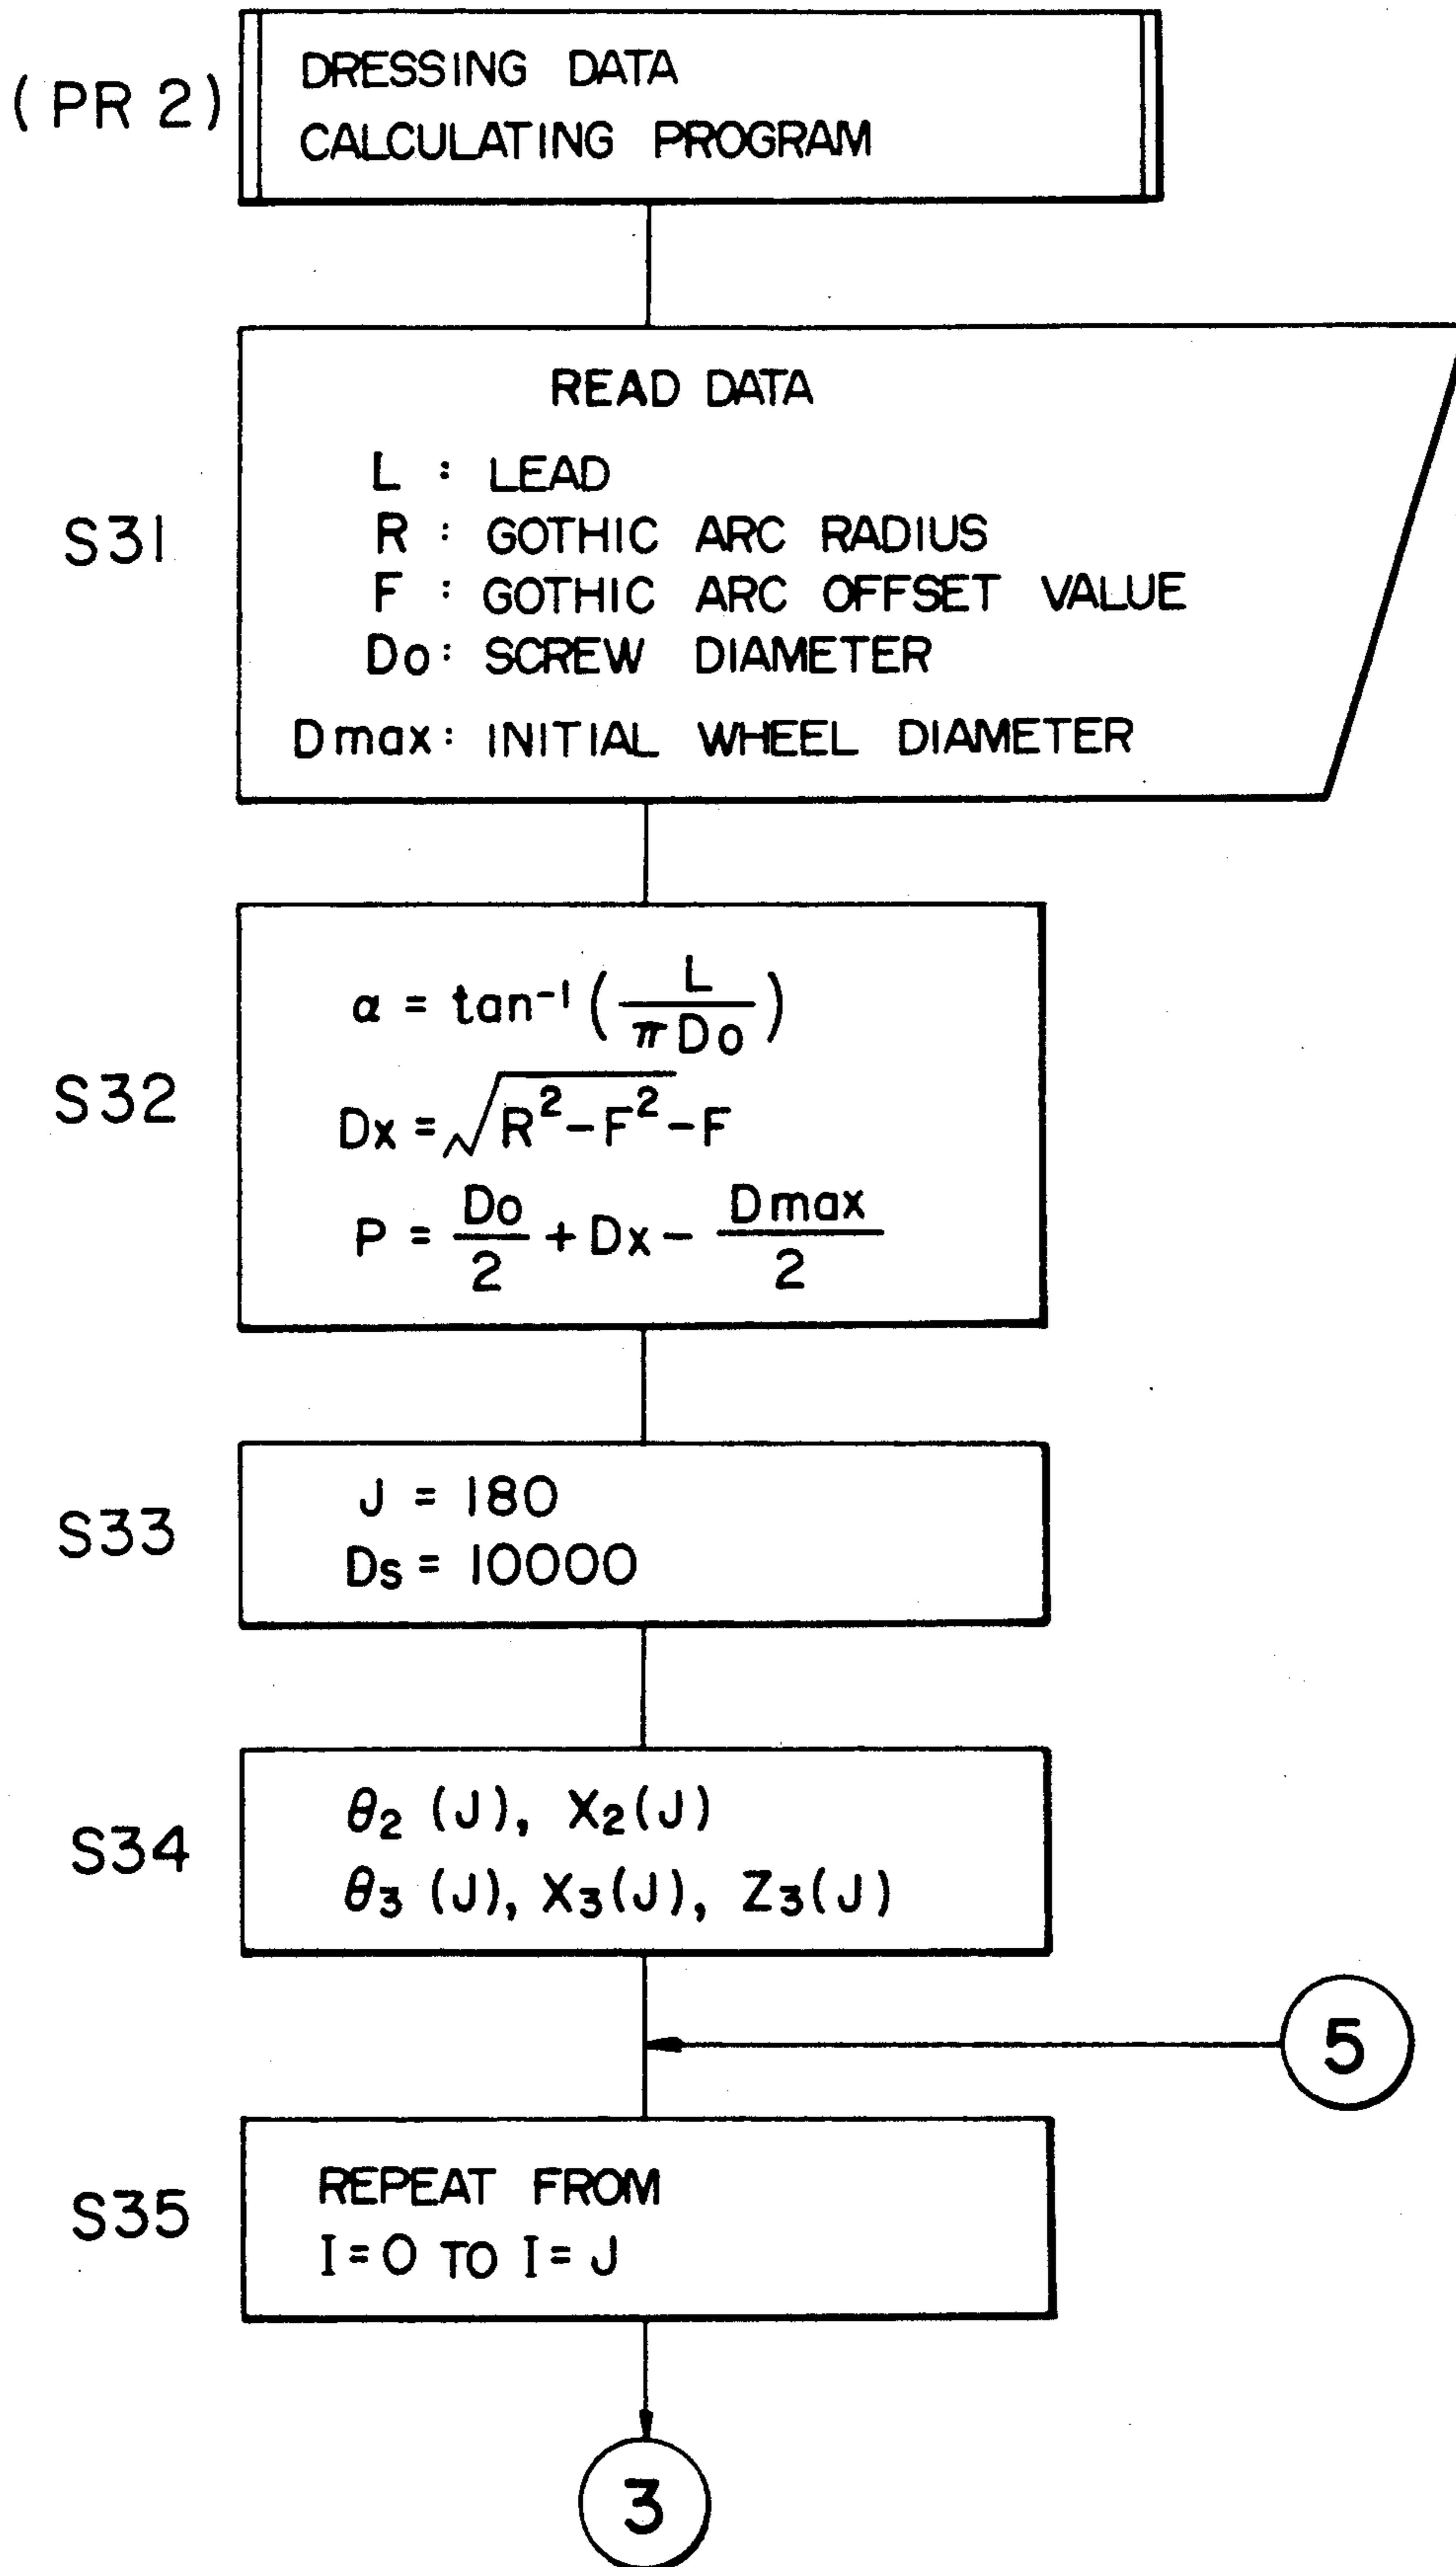 (PR 2)
DRESSING DATA
CALCULATING PROGRAM
READ DATA
S31
L : LEAD
R : GOTHIC ARC RADIUS
F : GOTHIC ARC OFFSET VALUE
Do : SCREW DIAMETER
Dmax : INITIAL WHEEL DIAMETER
S32
α = tan⁻¹ (L / πDo)
Dx = √(R² - F²) - F
P = Do/2 + Dx - Dmax/2
S33
J = 180
Ds = 10000
S34
θ₂ (J), X₂(J)
θ₃ (J), X₃(J), Z₃(J)
5
S35
REPEAT FROM
I = 0 TO I = J
3